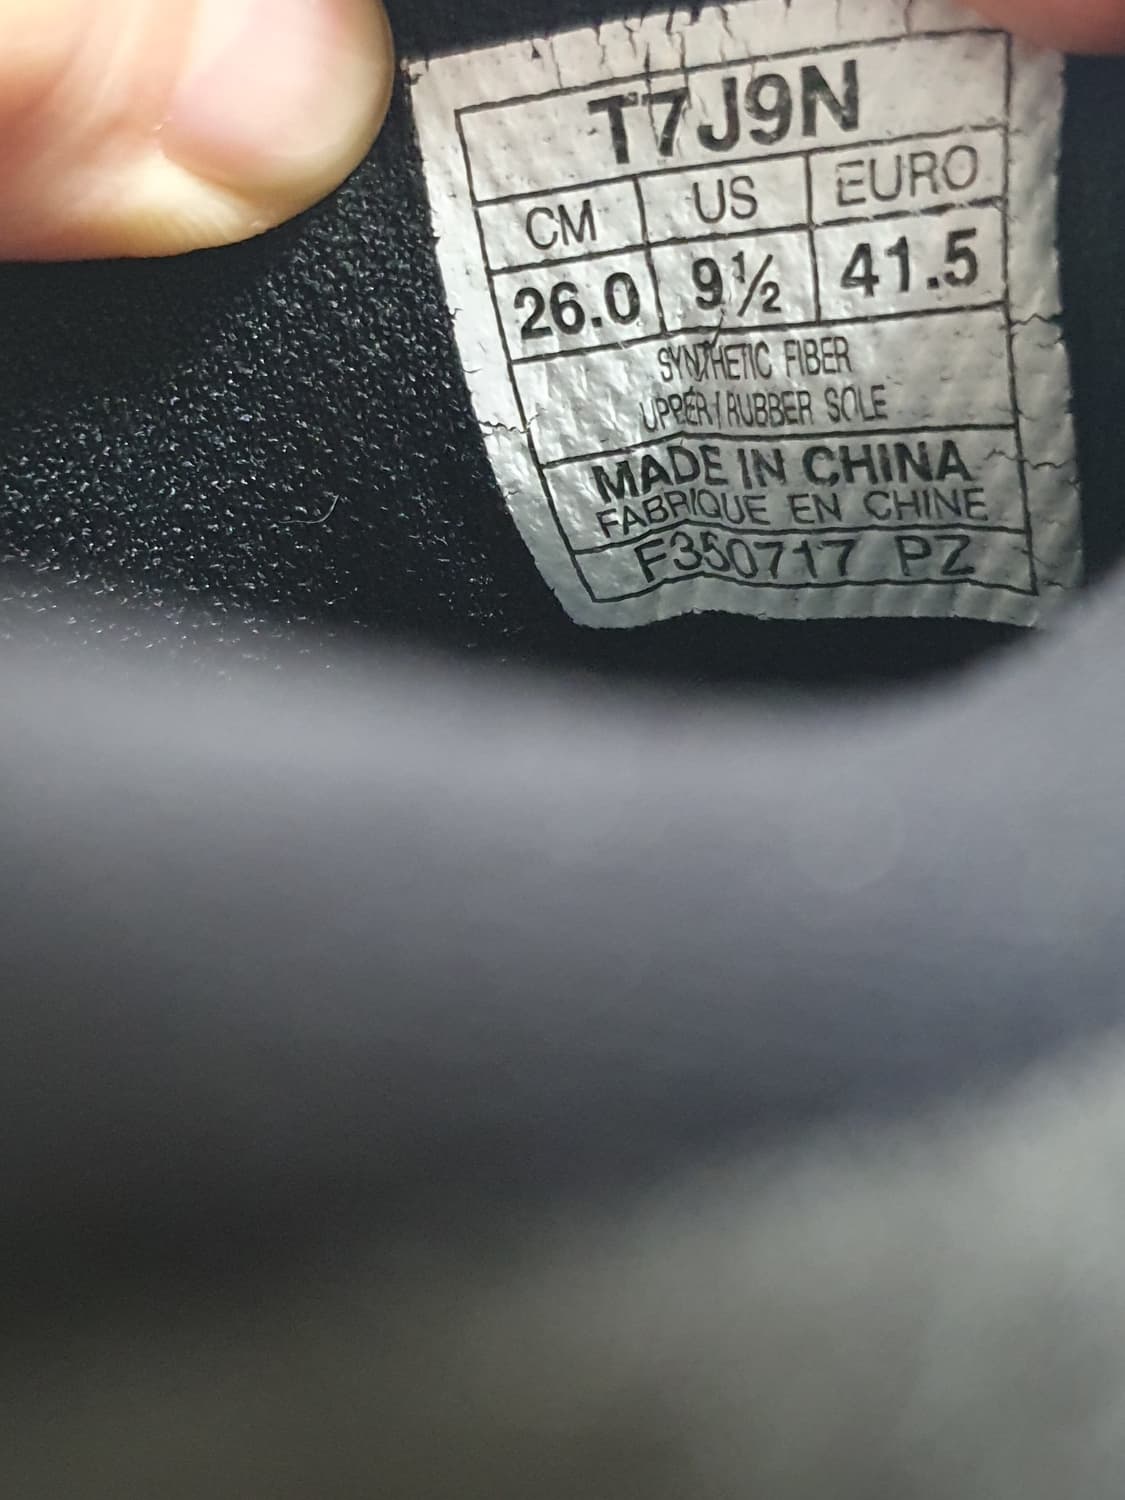 T7J9N
CM US EURO
26.0 9½ 41.5
SYNTHETIC FIBER
UPPER/RUBBER SOLE
MADE IN CHINA
FABRIQUE EN CHINE
F350717 PZ